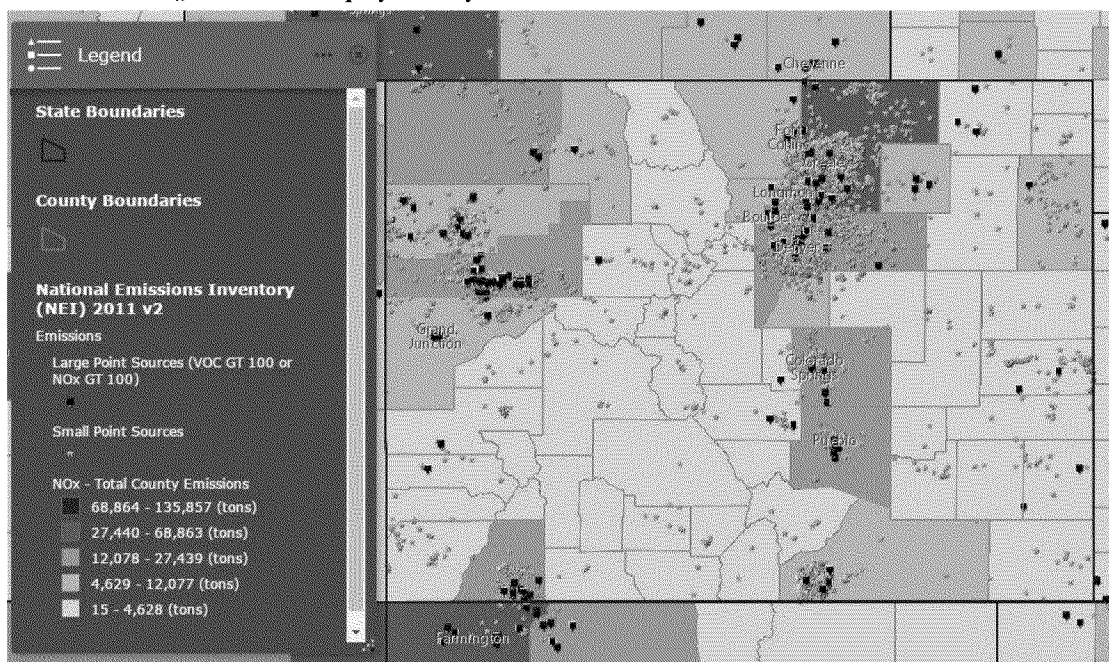 Legend
State Boundaries
County Boundaries
National Emissions Inventory
(NEI) 2011 v2
Emissions
Large Point Sources (VOC GT 100 or
NOx GT 100)
Small Point Sources
NOx - Total County Emissions
68,864 - 135,857 (tons)
27,440 - 68,863 (tons)
12,078 - 27,439 (tons)
4,629 - 12,077 (tons)
15 - 4,628 (tons)
Cheyenne
Fort
Collins
Greeley
Longmont
Boulder
Denver
Grand
Junction
Colorado
Springs
Pueblo
Farmington